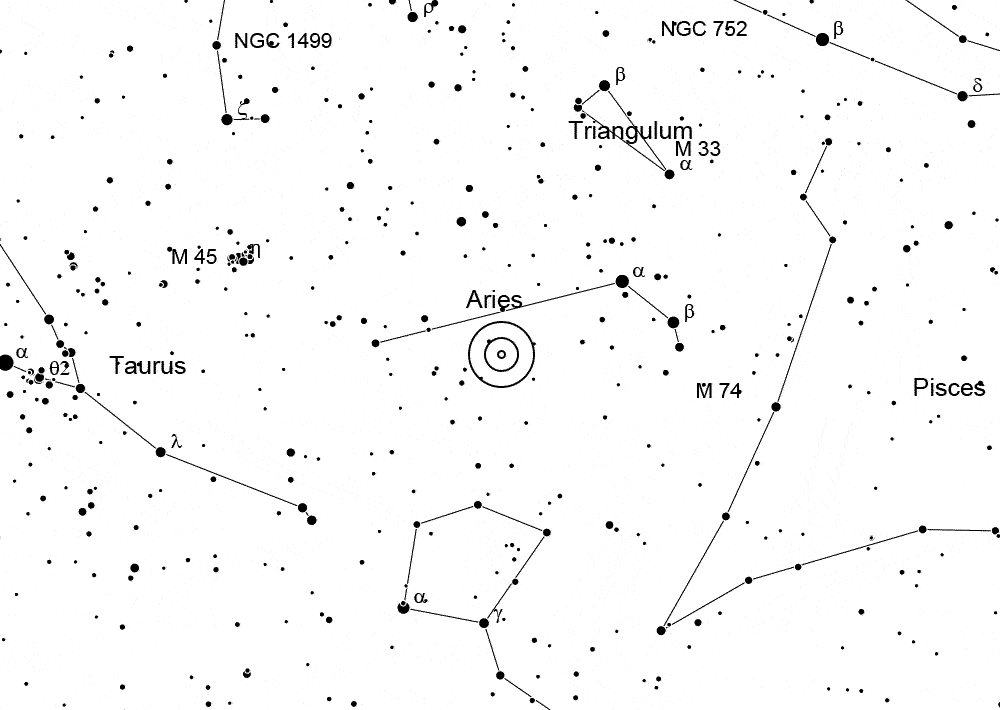 ρ
NGC 1499
NGC 752
β
β
δ
ζ
Triangulum
M 33
α
η
M 45
α
Aries
β
α
θ2
Taurus
M 74
Pisces
λ
α
γ